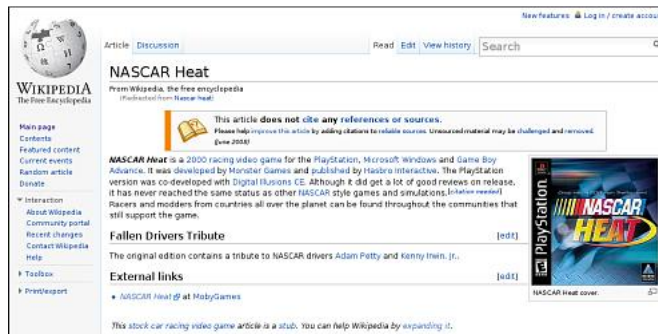 New features Log in / create account
WIKIPEDIA
The Free Encyclopedia
Main page
Contents
Featured content
Current events
Random article
Donate
Interaction
About Wikipedia
Community portal
Recent changes
Contact Wikipedia
Help
Toolbox
Print/export
Article Discussion Read Edit View history Search
NASCAR Heat
From Wikipedia, the free encyclopedia
(Redirected from Nascar heat)
This article does not cite any references or sources.
Please help improve this article by adding citations to reliable sources. Unsourced material may be challenged and removed.
(June 2008)
NASCAR Heat is a 2000 racing video game for the PlayStation, Microsoft Windows and Game Boy
Advance. It was developed by Monster Games and published by Hasbro Interactive. The PlayStation
version was co-developed with Digital Illusions CE. Although it did get a lot of good reviews on release,
it has never reached the same status as other NASCAR style games and simulations.[citation needed]
Racers and modders from countries all over the planet can be found throughout the communities that
still support the game.
Fallen Drivers Tribute [edit]
The original edition contains a tribute to NASCAR drivers Adam Petty and Kenny Irwin, Jr..
External links [edit]
NASCAR Heat at MobyGames
PlayStation
NASCAR
HEAT
NASCAR Heat cover.
This stock car racing video game article is a stub. You can help Wikipedia by expanding it.